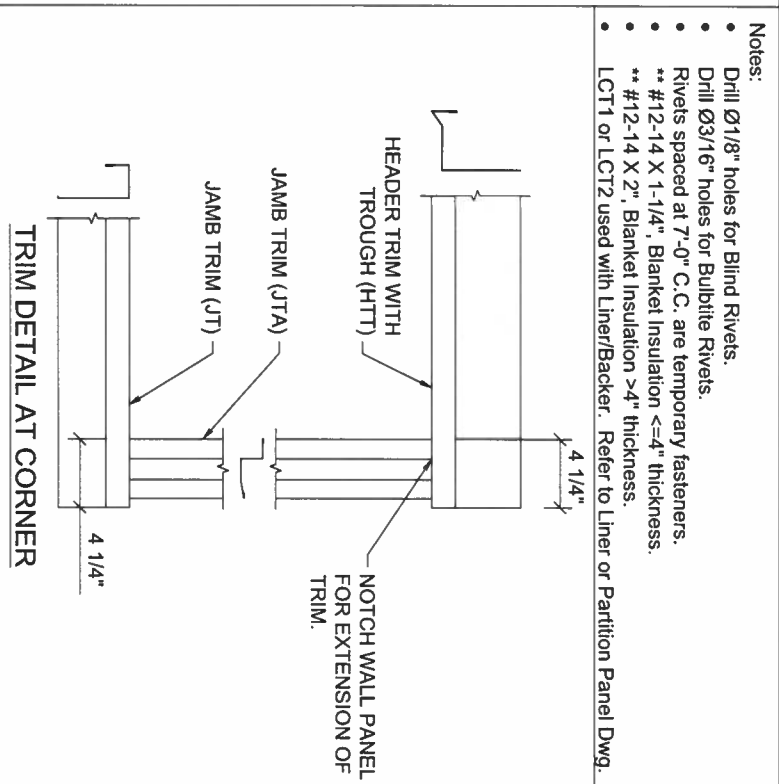 Notes:
• Drill Ø1/8" holes for Blind Rivets.
• Drill Ø3/16" holes for Bulbtite Rivets.
• Rivets spaced at 7'-0" C.C. are temporary fasteners.
• ** #12-14 X 1-1/4", Blanket Insulation <=4" thickness.
• ** #12-14 X 2", Blanket Insulation >4" thickness.
• LCT1 or LCT2 used with Liner/Backer. Refer to Liner or Partition Panel Dwg.
4 1/4"
HEADER TRIM WITH
TROUGH (HTT)
NOTCH WALL PANEL
FOR EXTENSION OF
TRIM.
JAMB TRIM (JTA)
JAMB TRIM (JT)
4 1/4"
TRIM DETAIL AT CORNER